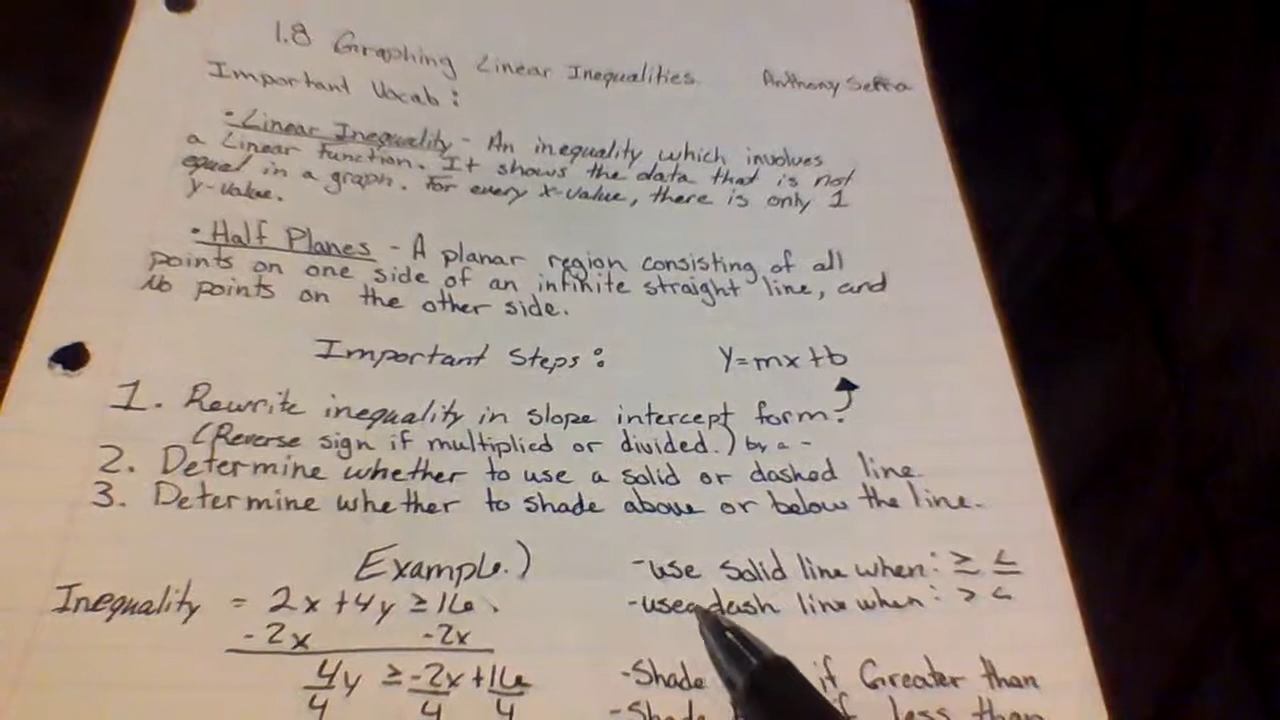 1.8 Graphing Linear Inequalities Anthony
Important Vocab:
• Linear Inequality - An inequality which involves
a Linear function. It shows the data that is not
equal in a graph. For every x-value, there is only 1
y-value.
• Half Planes - A planar region consisting of all
points on one side of an infinite straight line, and
No points on the other side.
Important Steps: y=mx+b
1. Rewrite inequality in slope intercept form.
(Reverse sign if multiplied or divided.) by a -
2. Determine whether to use a solid or dashed line
3. Determine whether to shade above or below the line.
Example.) -use Solid line when: ≥ ≤
Inequality = 2x+4y ≥ 16 -use a dash line when: > <
-2x -2x
4y ≥ -2x+16 -Shade if Greater than
4 4 4 -Shade if less than